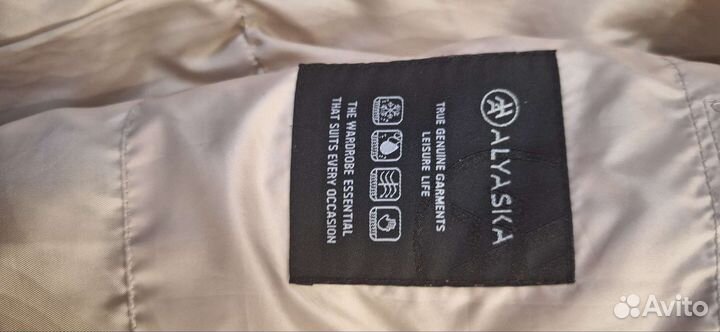 ALYASKA
TRUE GENUINE GARMENTS
LEISURE LIFE
THE WARDROBE ESSENTIAL
THAT SUITS EVERY OCCASION
Avito